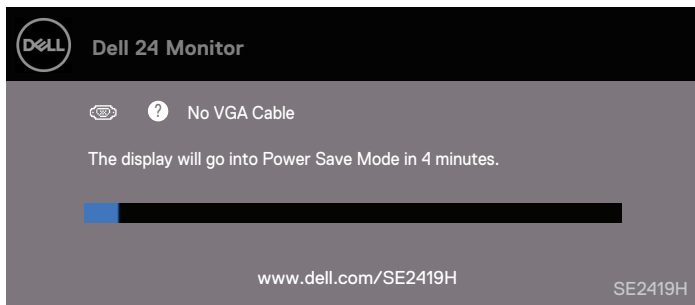 DELL
Dell 24 Monitor
? No VGA Cable
The display will go into Power Save Mode in 4 minutes.
www.dell.com/SE2419H
SE2419H